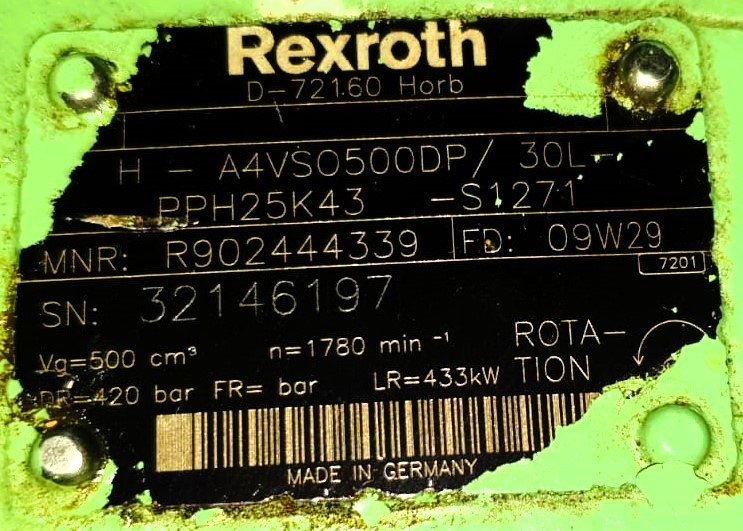 Rexroth
D-72160 Horb
H - A4VSO500DP/ 30L-
PPH25K43 -S1271
MNR: R902444339 FD: 09W29
7201
SN: 32146197
Vg=500 cm³ n=1780 min⁻¹
ROTA-
TION
DR=420 bar FR= bar LR=433kW
MADE IN GERMANY